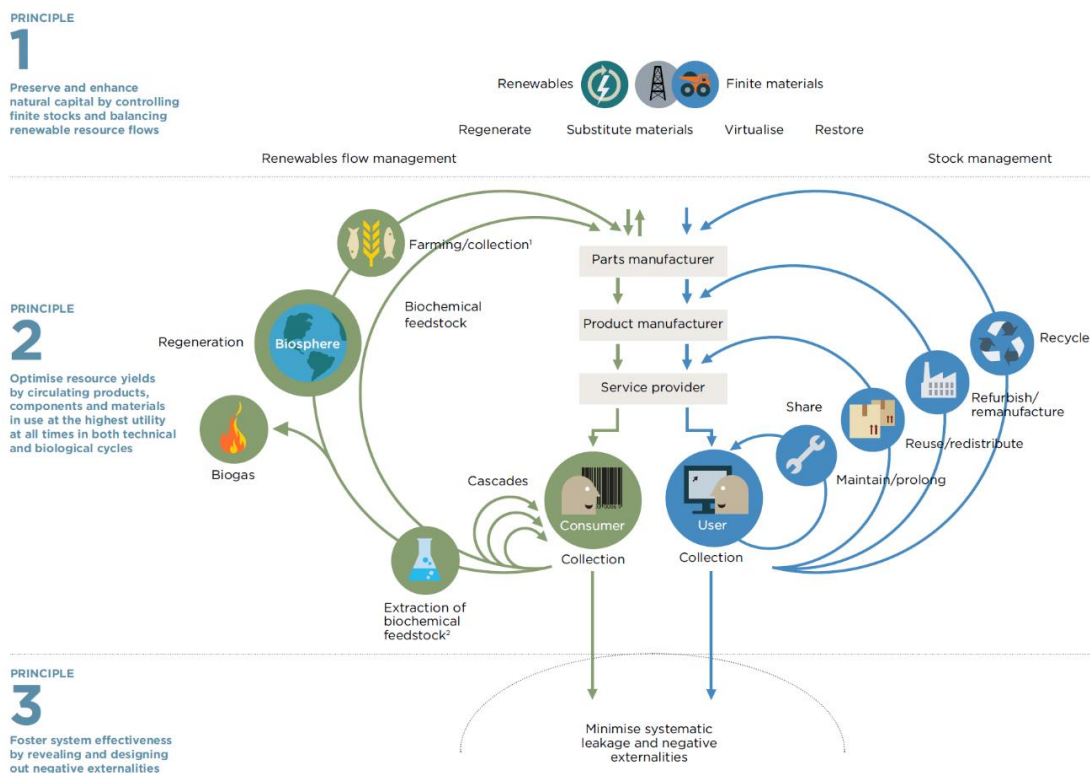 PRINCIPLE
1
Preserve and enhance
natural capital by controlling
finite stocks and balancing
renewable resource flows
Renewables
Finite materials
Regenerate
Substitute materials
Virtualise
Restore
Renewables flow management
Stock management
PRINCIPLE
2
Optimise resource yields
by circulating products,
components and materials
in use at the highest utility
at all times in both technical
and biological cycles
Farming/collection¹
Parts manufacturer
Biochemical
feedstock
Regeneration
Biosphere
Product manufacturer
Recycle
Service provider
Share
Refurbish/
remanufacture
Reuse/redistribute
Biogas
Cascades
Maintain/prolong
Consumer
User
Collection
Collection
Extraction of
biochemical
feedstock²
PRINCIPLE
3
Foster system effectiveness
by revealing and designing
out negative externalities
Minimise systematic
leakage and negative
externalities